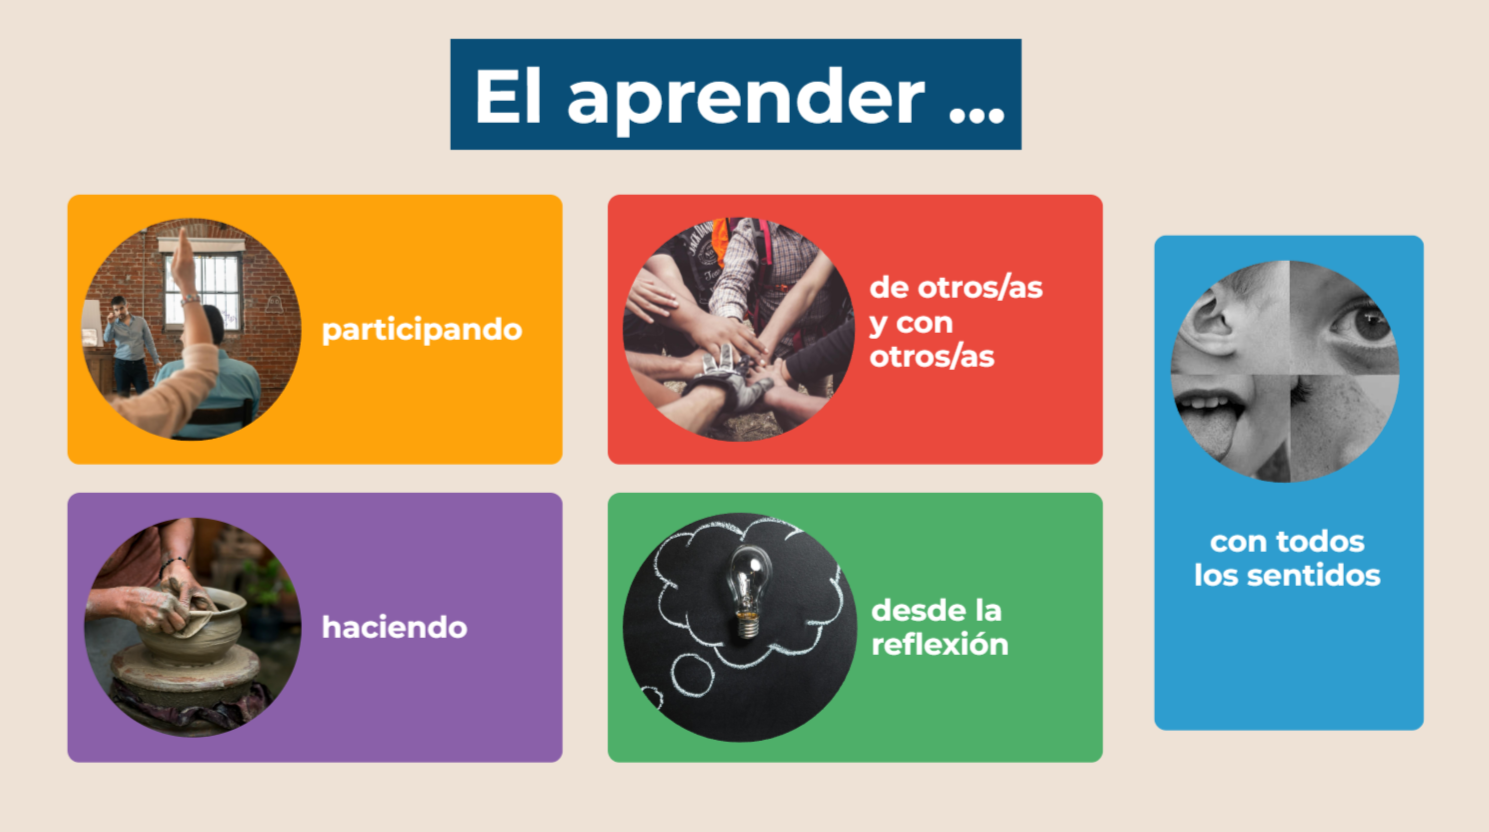 El aprender ...
participando
de otros/as
y con
otros/as
haciendo
desde la
reflexión
con todos
los sentidos